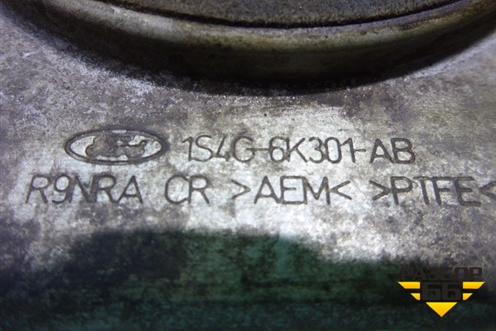 1S4G-6K301-AB
R9NRA CR >AEM< >PTFE<